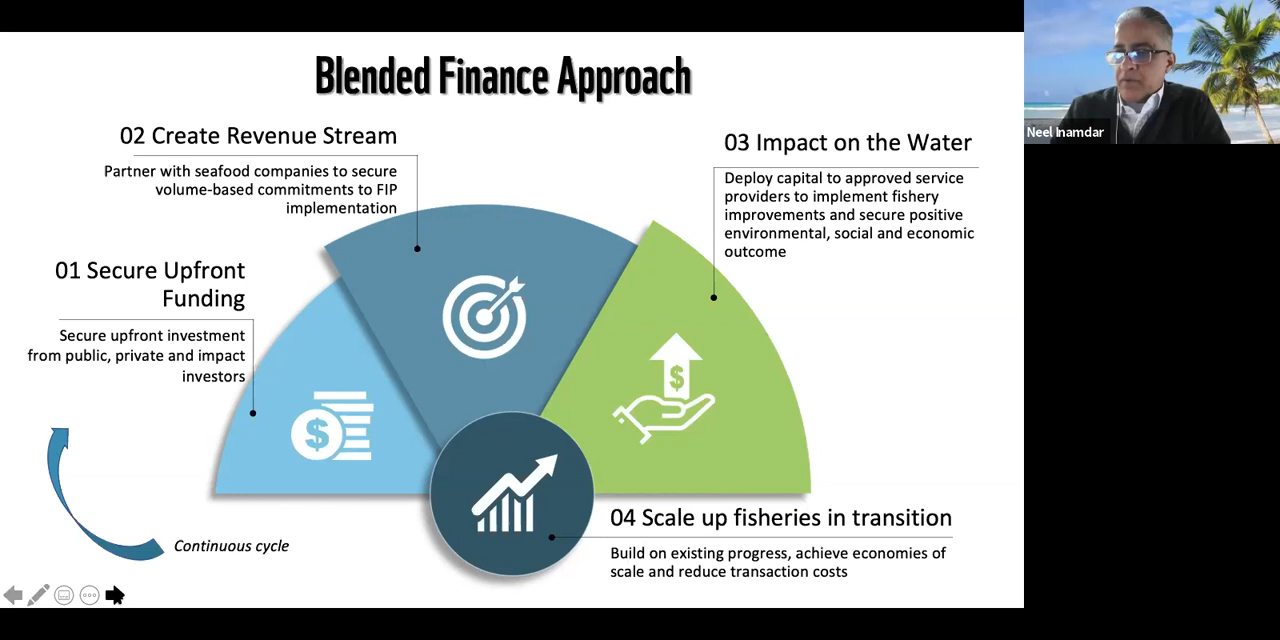 Blended Finance Approach
02 Create Revenue Stream
Partner with seafood companies to secure
volume-based commitments to FIP
implementation
03 Impact on the Water
Deploy capital to approved service
providers to implement fishery
improvements and secure positive
environmental, social and economic
outcome
01 Secure Upfront
Funding
Secure upfront investment
from public, private and impact
investors
$
$
Continuous cycle
04 Scale up fisheries in transition
Build on existing progress, achieve economies of
scale and reduce transaction costs
Neel Inamdar